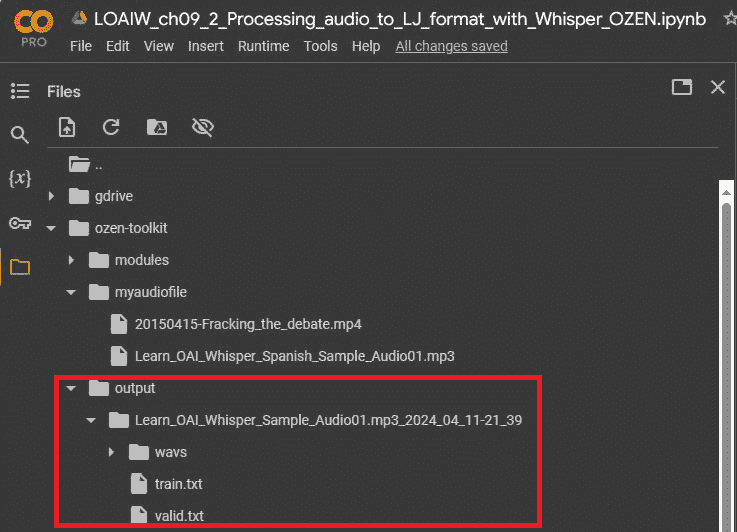 LOAIW_ch09_2_Processing_audio_to_LJ_format_with_Whisper_OZEN.ipynb
PRO
File Edit View Insert Runtime Tools Help All changes saved
Files
{x}
..
gdrive
ozen-toolkit
modules
myaudiofile
20150415-Fracking_the_debate.mp4
Learn_OAI_Whisper_Spanish_Sample_Audio01.mp3
output
Learn_OAI_Whisper_Sample_Audio01.mp3_2024_04_11-21_39
wavs
train.txt
valid.txt